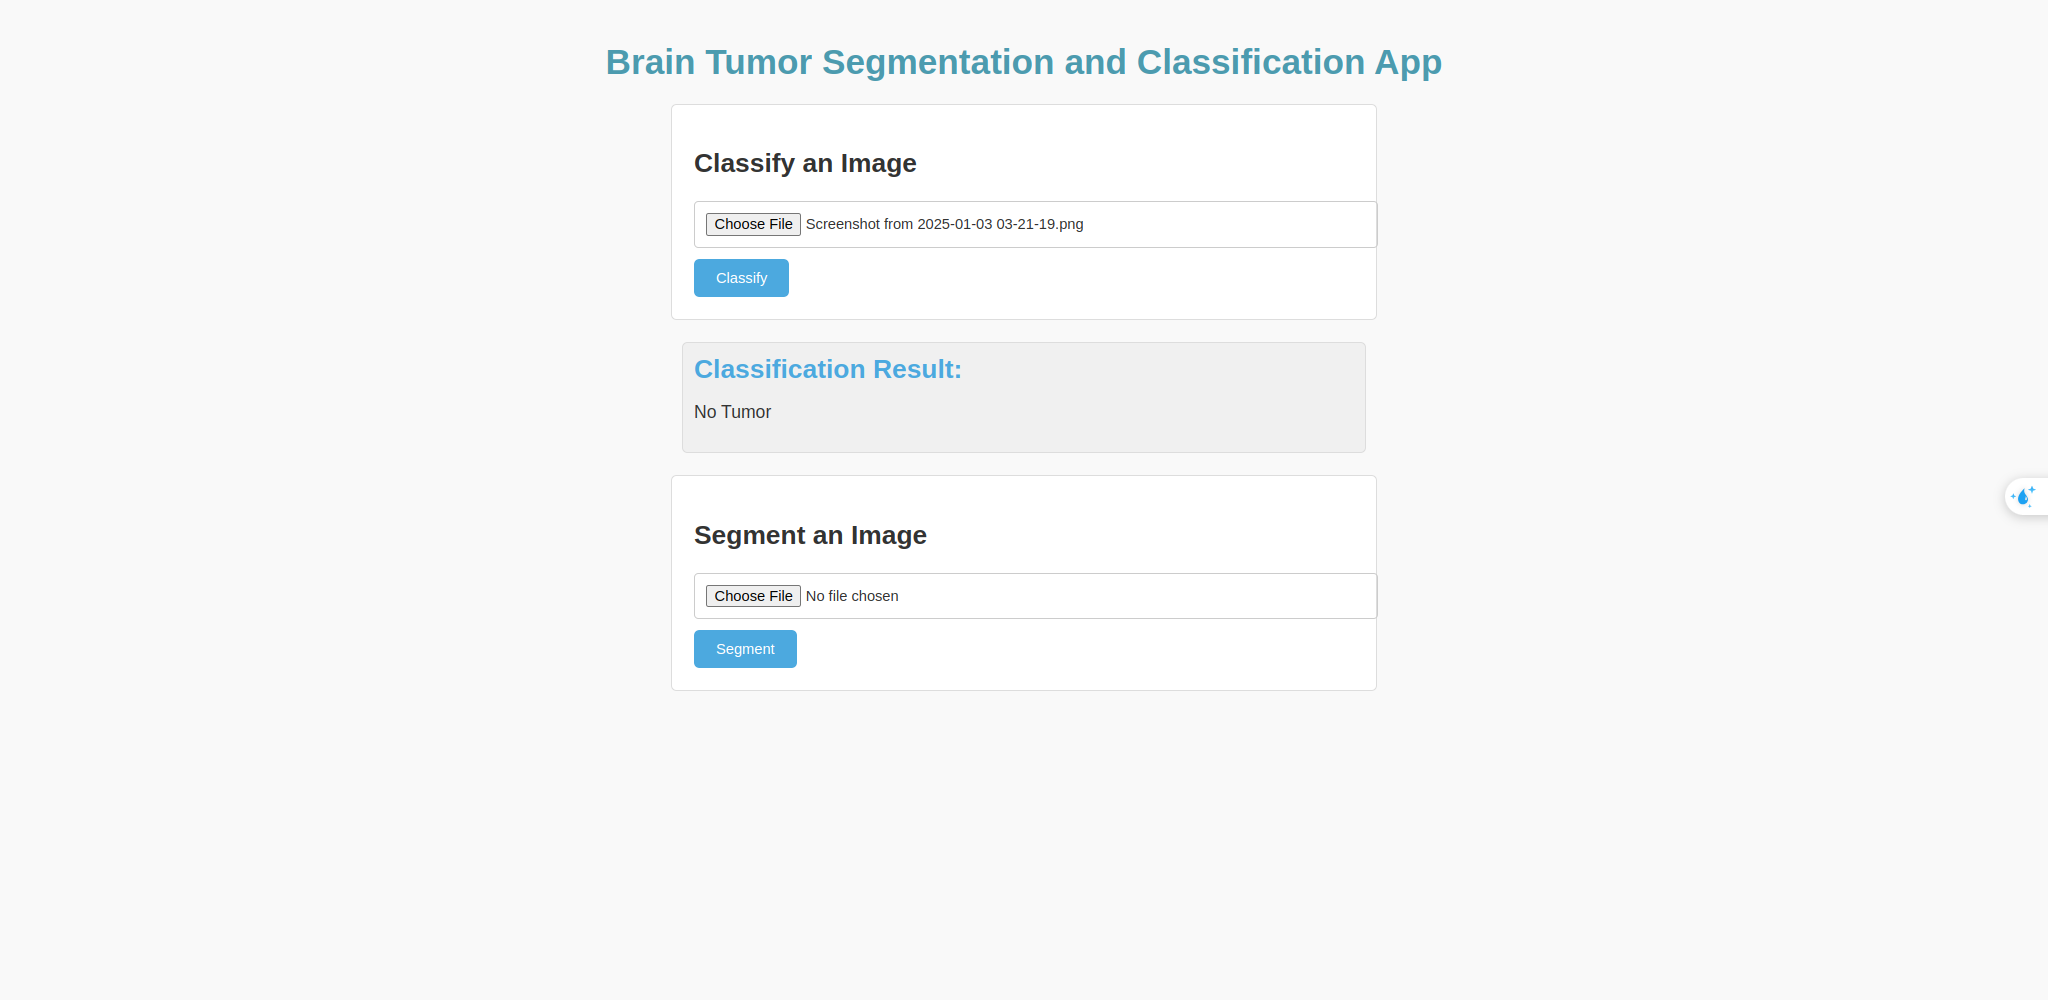 Brain Tumor Segmentation and Classification App
Classify an Image
Choose File Screenshot from 2025-01-03 03-21-19.png
Classify
Classification Result:
No Tumor
Segment an Image
Choose File No file chosen
Segment